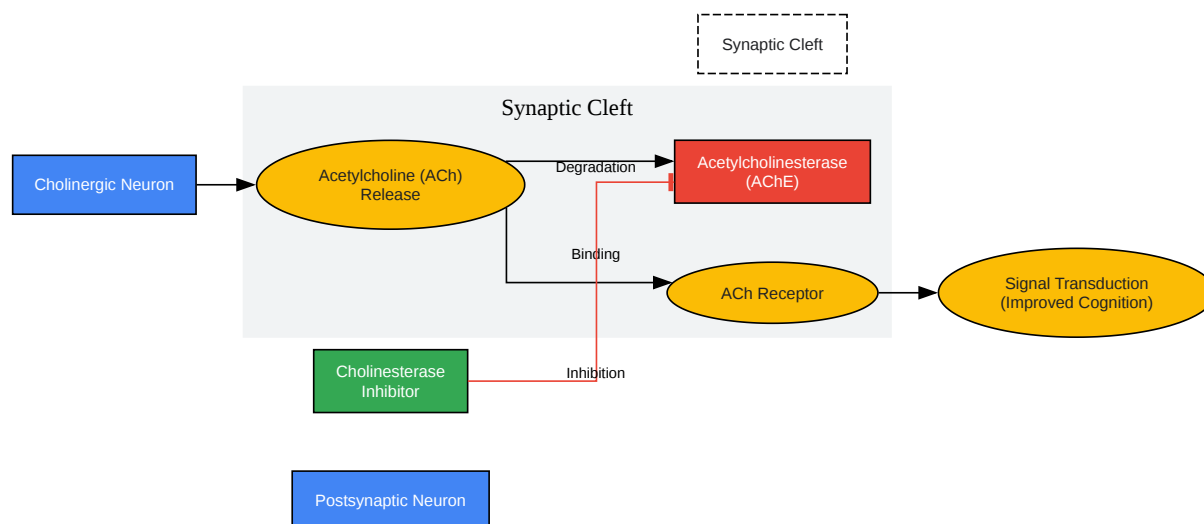 Synaptic Cleft
Synaptic Cleft
Cholinergic Neuron
Acetylcholine (ACh)
Release
Degradation
Acetylcholinesterase
(AChE)
Binding
ACh Receptor
Signal Transduction
(Improved Cognition)
Cholinesterase
Inhibitor
Inhibition
Postsynaptic Neuron